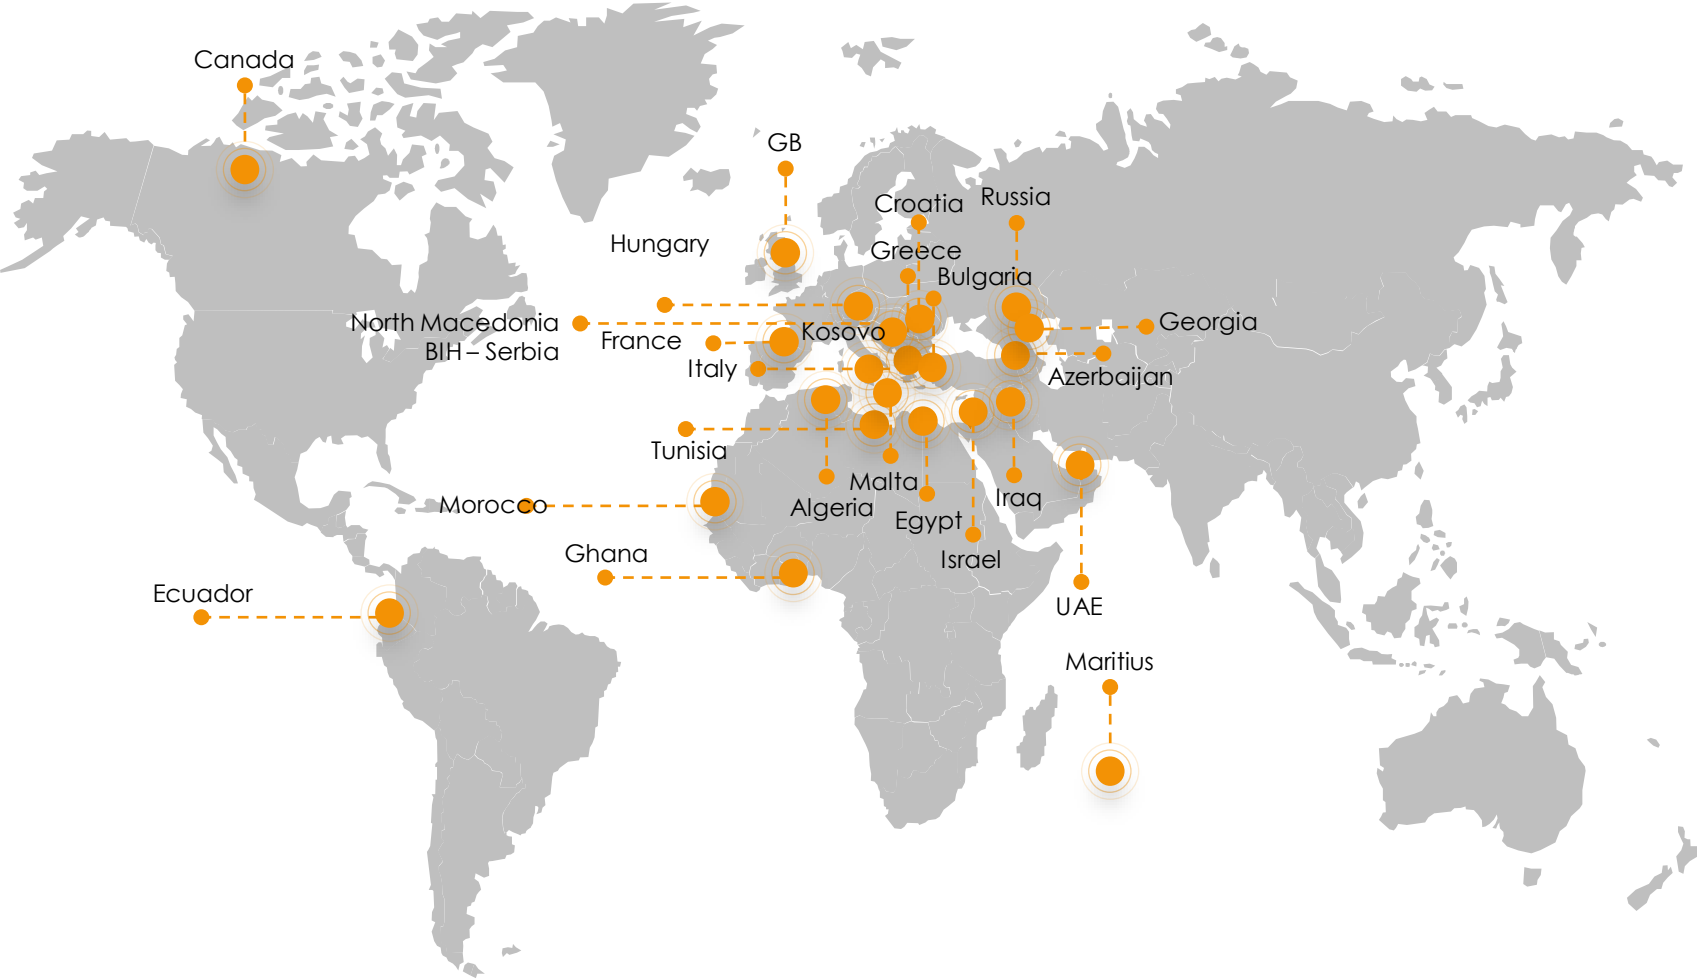 Canada
GB
Russia
Croatia
Hungary
Greece
Bulgaria
North Macedonia
BIH – Serbia
Georgia
Kosovo
France
Italy
Azerbaijan
Tunisia
Malta
Iraq
Morocco
Algeria
Egypt
Ghana
Israel
Ecuador
UAE
Maritius